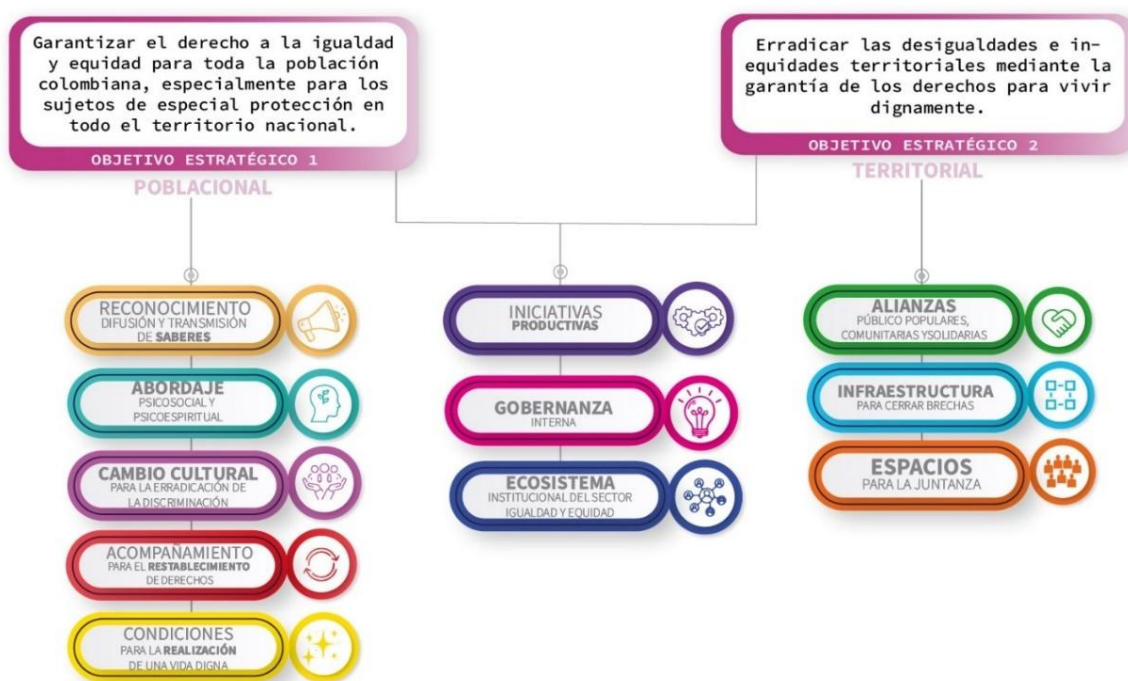 Garantizar el derecho a la igualdad
y equidad para toda la población
colombiana, especialmente para los
sujetos de especial protección en
todo el territorio nacional.
OBJETIVO ESTRATÉGICO 1
POBLACIONAL
Erradicar las desigualdades e in-
equidades territoriales mediante la
garantía de los derechos para vivir
dignamente.
OBJETIVO ESTRATÉGICO 2
TERRITORIAL
RECONOCIMIENTO
DIFUSIÓN Y TRANSMISIÓN
DE SABERES
ABORDAJE
PSICOSOCIAL Y
PSICOESPIRITUAL
CAMBIO CULTURAL
PARA LA ERRADICACIÓN DE
LA DISCRIMINACIÓN
ACOMPAÑAMIENTO
PARA EL RESTABLECIMIENTO
DE DERECHOS
CONDICIONES
PARA LA REALIZACIÓN
DE UNA VIDA DIGNA
INICIATIVAS
PRODUCTIVAS
GOBERNANZA
INTERNA
ECOSISTEMA
INSTITUCIONAL DEL SECTOR
IGUALDAD Y EQUIDAD
ALIANZAS
PÚBLICO POPULARES,
COMUNITARIAS YSOLIDARIAS
INFRAESTRUCTURA
PARA CERRAR BRECHAS
ESPACIOS
PARA LA JUNTANZA